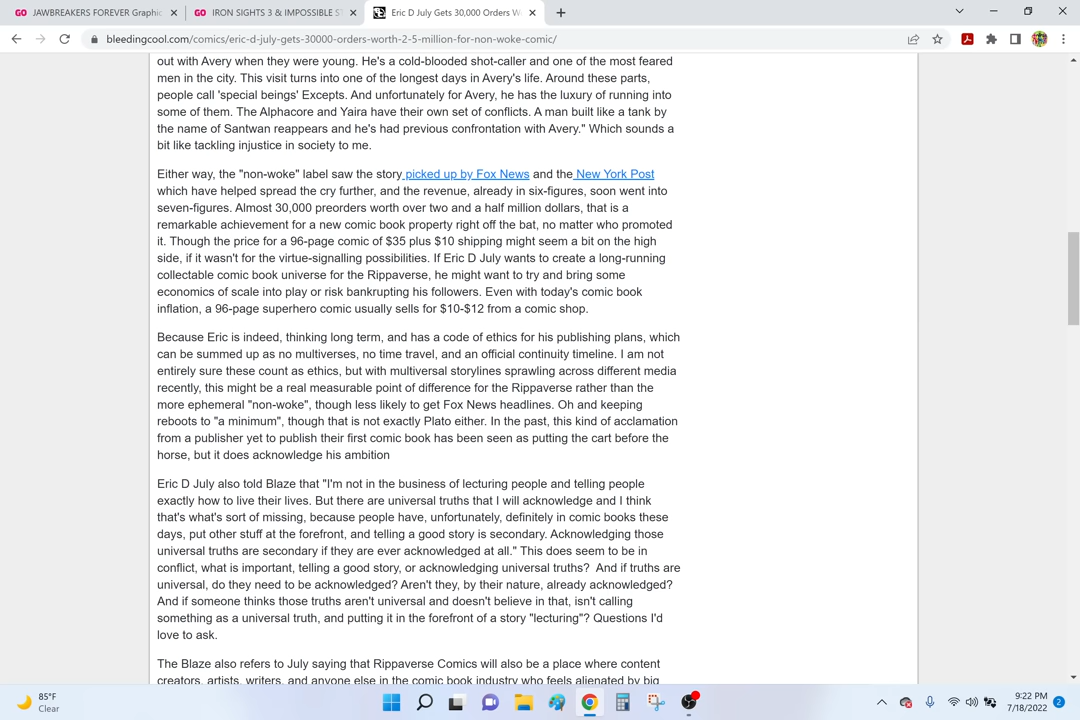 JAWBREAKERS FOREVER Graphic
IRON SIGHTS 3 & IMPOSSIBLE ST
Eric D July Gets 30,000 Orders W
bleedingcool.com/comics/eric-d-july-gets-30000-orders-worth-2-5-million-for-non-woke-comic/
out with Avery when they were young. He's a cold-blooded shot-caller and one of the most feared
men in the city. This visit turns into one of the longest days in Avery's life. Around these parts,
people call 'special beings' Excepts. And unfortunately for Avery, he has the luxury of running into
some of them. The Alphacore and Yaira have their own set of conflicts. A man built like a tank by
the name of Santwan reappears and he's had previous confrontation with Avery." Which sounds a
bit like tackling injustice in society to me.
Either way, the "non-woke" label saw the story picked up by Fox News and the New York Post
which have helped spread the cry further, and the revenue, already in six-figures, soon went into
seven-figures. Almost 30,000 preorders worth over two and a half million dollars, that is a
remarkable achievement for a new comic book property right off the bat, no matter who promoted
it. Though the price for a 96-page comic of $35 plus $10 shipping might seem a bit on the high
side, if it wasn't for the virtue-signalling possibilities. If Eric D July wants to create a long-running
collectable comic book universe for the Rippaverse, he might want to try and bring some
economics of scale into play or risk bankrupting his followers. Even with today's comic book
inflation, a 96-page superhero comic usually sells for $10-$12 from a comic shop.
Because Eric is indeed, thinking long term, and has a code of ethics for his publishing plans, which
can be summed up as no multiverses, no time travel, and an official continuity timeline. I am not
entirely sure these count as ethics, but with multiversal storylines sprawling across different media
recently, this might be a real measurable point of difference for the Rippaverse rather than the
more ephemeral "non-woke", though less likely to get Fox News headlines. Oh and keeping
reboots to "a minimum", though that is not exactly Plato either. In the past, this kind of acclamation
from a publisher yet to publish their first comic book has been seen as putting the cart before the
horse, but it does acknowledge his ambition
Eric D July also told Blaze that "I'm not in the business of lecturing people and telling people
exactly how to live their lives. But there are universal truths that I will acknowledge and I think
that's what's sort of missing, because people have, unfortunately, definitely in comic books these
days, put other stuff at the forefront, and telling a good story is secondary. Acknowledging those
universal truths are secondary if they are ever acknowledged at all." This does seem to be in
conflict, what is important, telling a good story, or acknowledging universal truths?  And if truths are
universal, do they need to be acknowledged? Aren't they, by their nature, already acknowledged?
And if someone thinks those truths aren't universal and doesn't believe in that, isn't calling
something as a universal truth, and putting it in the forefront of a story "lecturing"? Questions I'd
love to ask.
The Blaze also refers to July saying that Rippaverse Comics will also be a place where content
creators, artists, writers, and anyone else in the comic book industry who feels alienated by big
85°F
Clear
9:22 PM
7/18/2022
2